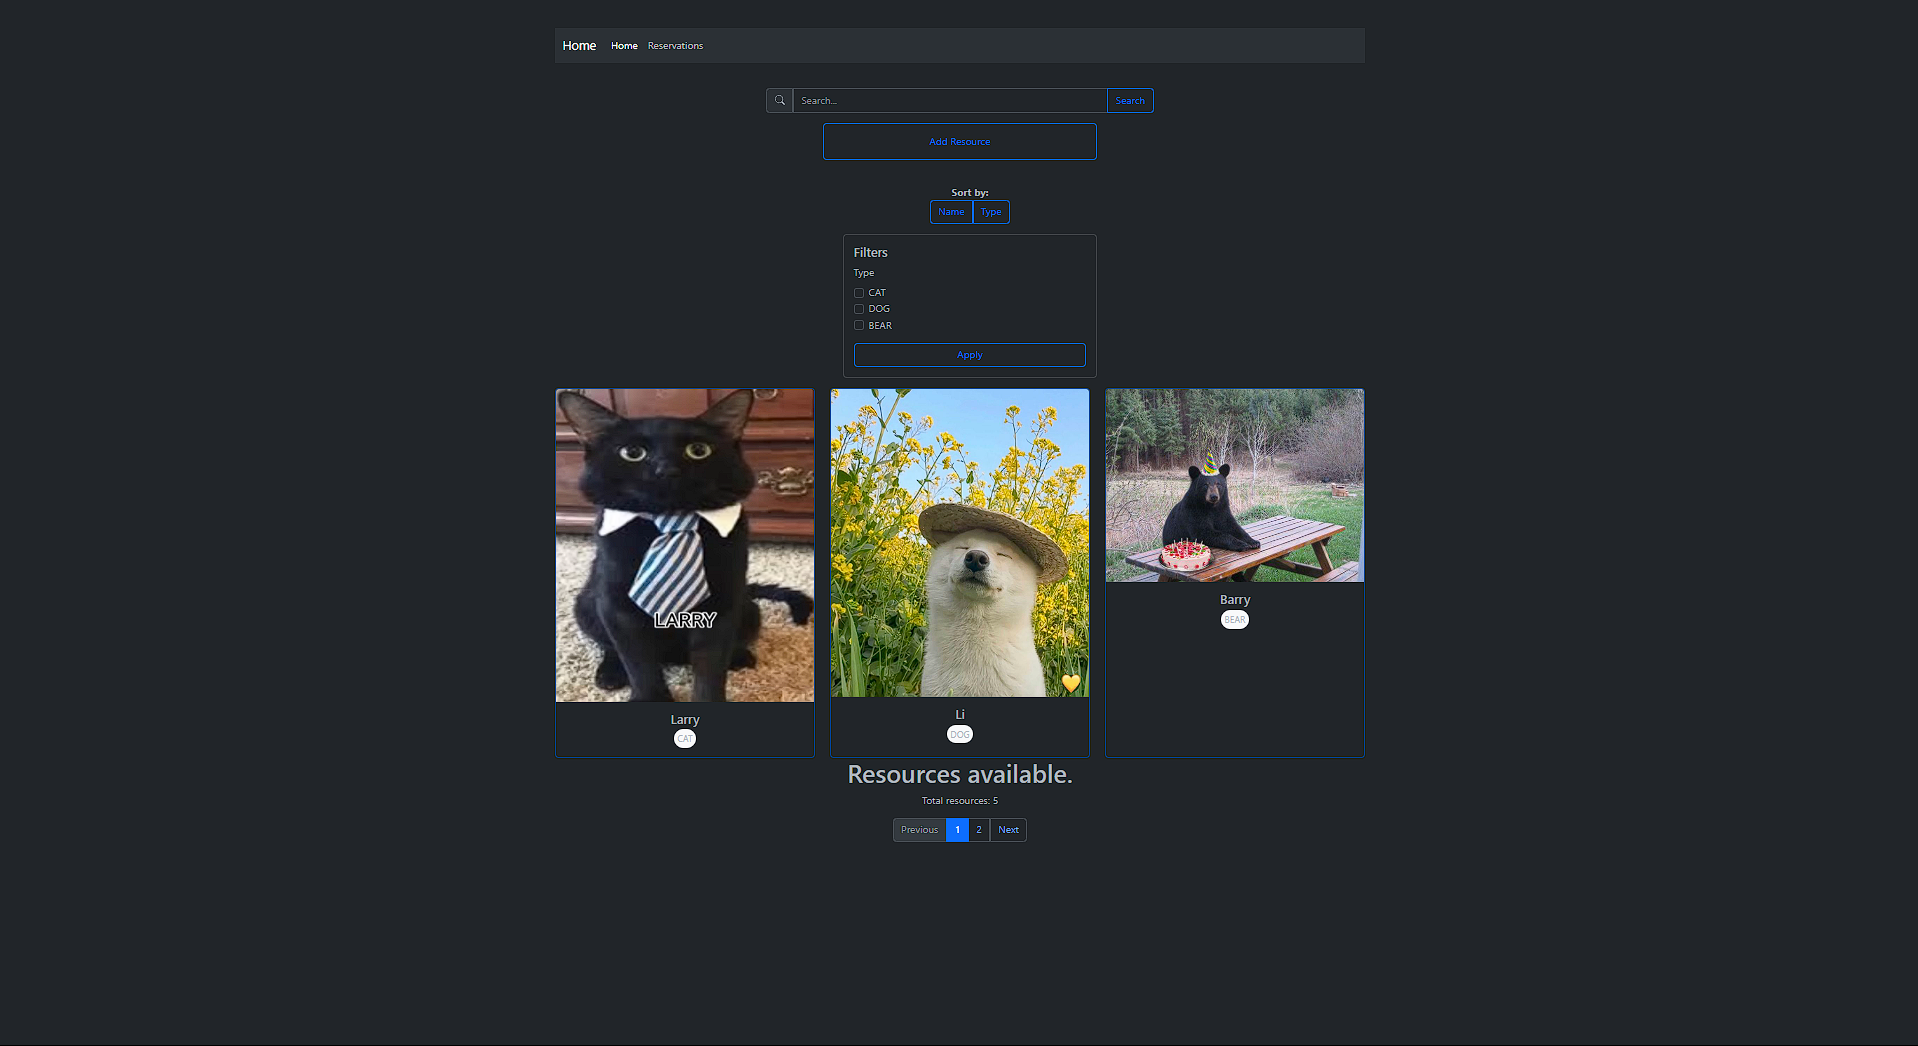 Home Home Reservations
Search... Search
Add Resource
Sort by:
Name Type
Filters
Type
CAT
DOG
BEAR
Apply
LARRY
Larry
CAT
Li
DOG
Barry
BEAR
Resources available.
Total resources: 5
Previous 1 2 Next